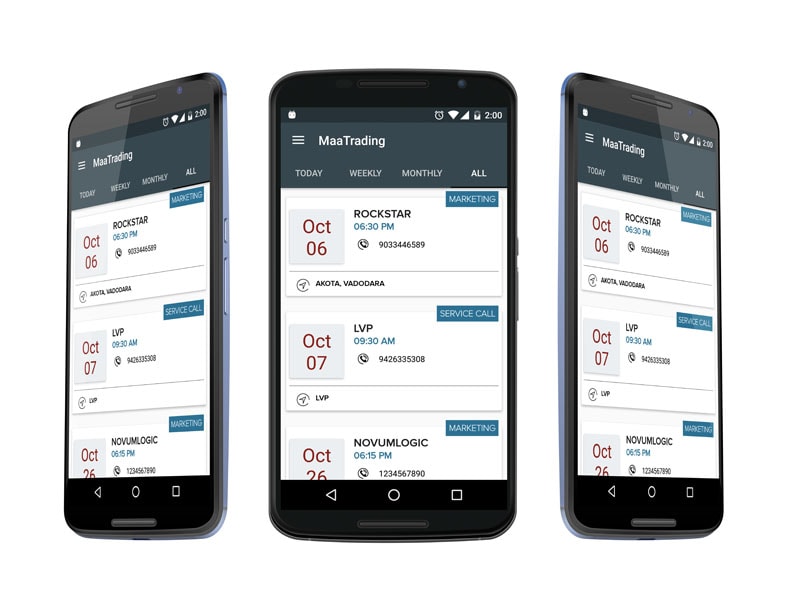 2:00
MaaTrading
TODAY WEEKLY MONTHLY ALL
MARKETING
ROCKSTAR
Oct 06
06:30 PM
9033446589
AKOTA, VADODARA
SERVICE CALL
LVP
Oct 07
09:30 AM
9426335308
LVP
MARKETING
NOVUMLOGIC
Oct 26
06:15 PM
1234567890
2:00
MaaTrading
TODAY WEEKLY MONTHLY ALL
MARKETING
ROCKSTAR
Oct 06
06:30 PM
9033446589
AKOTA, VADODARA
SERVICE CALL
LVP
Oct 07
09:30 AM
9426335308
LVP
MARKETING
NOVUMLOGIC
Oct 26
06:15 PM
1234567890
2:00
MaaTrading
TODAY WEEKLY MONTHLY ALL
MARKETING
ROCKSTAR
Oct 06
06:30 PM
9033446589
AKOTA, VADODARA
SERVICE CALL
LVP
Oct 07
09:30 AM
9426335308
LVP
MARKETING
NOVUMLOGIC
Oct 26
06:15 PM
1234567890